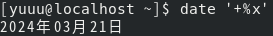 [yuuu@localhost ~]$ date '+%x'
2024年03月21日